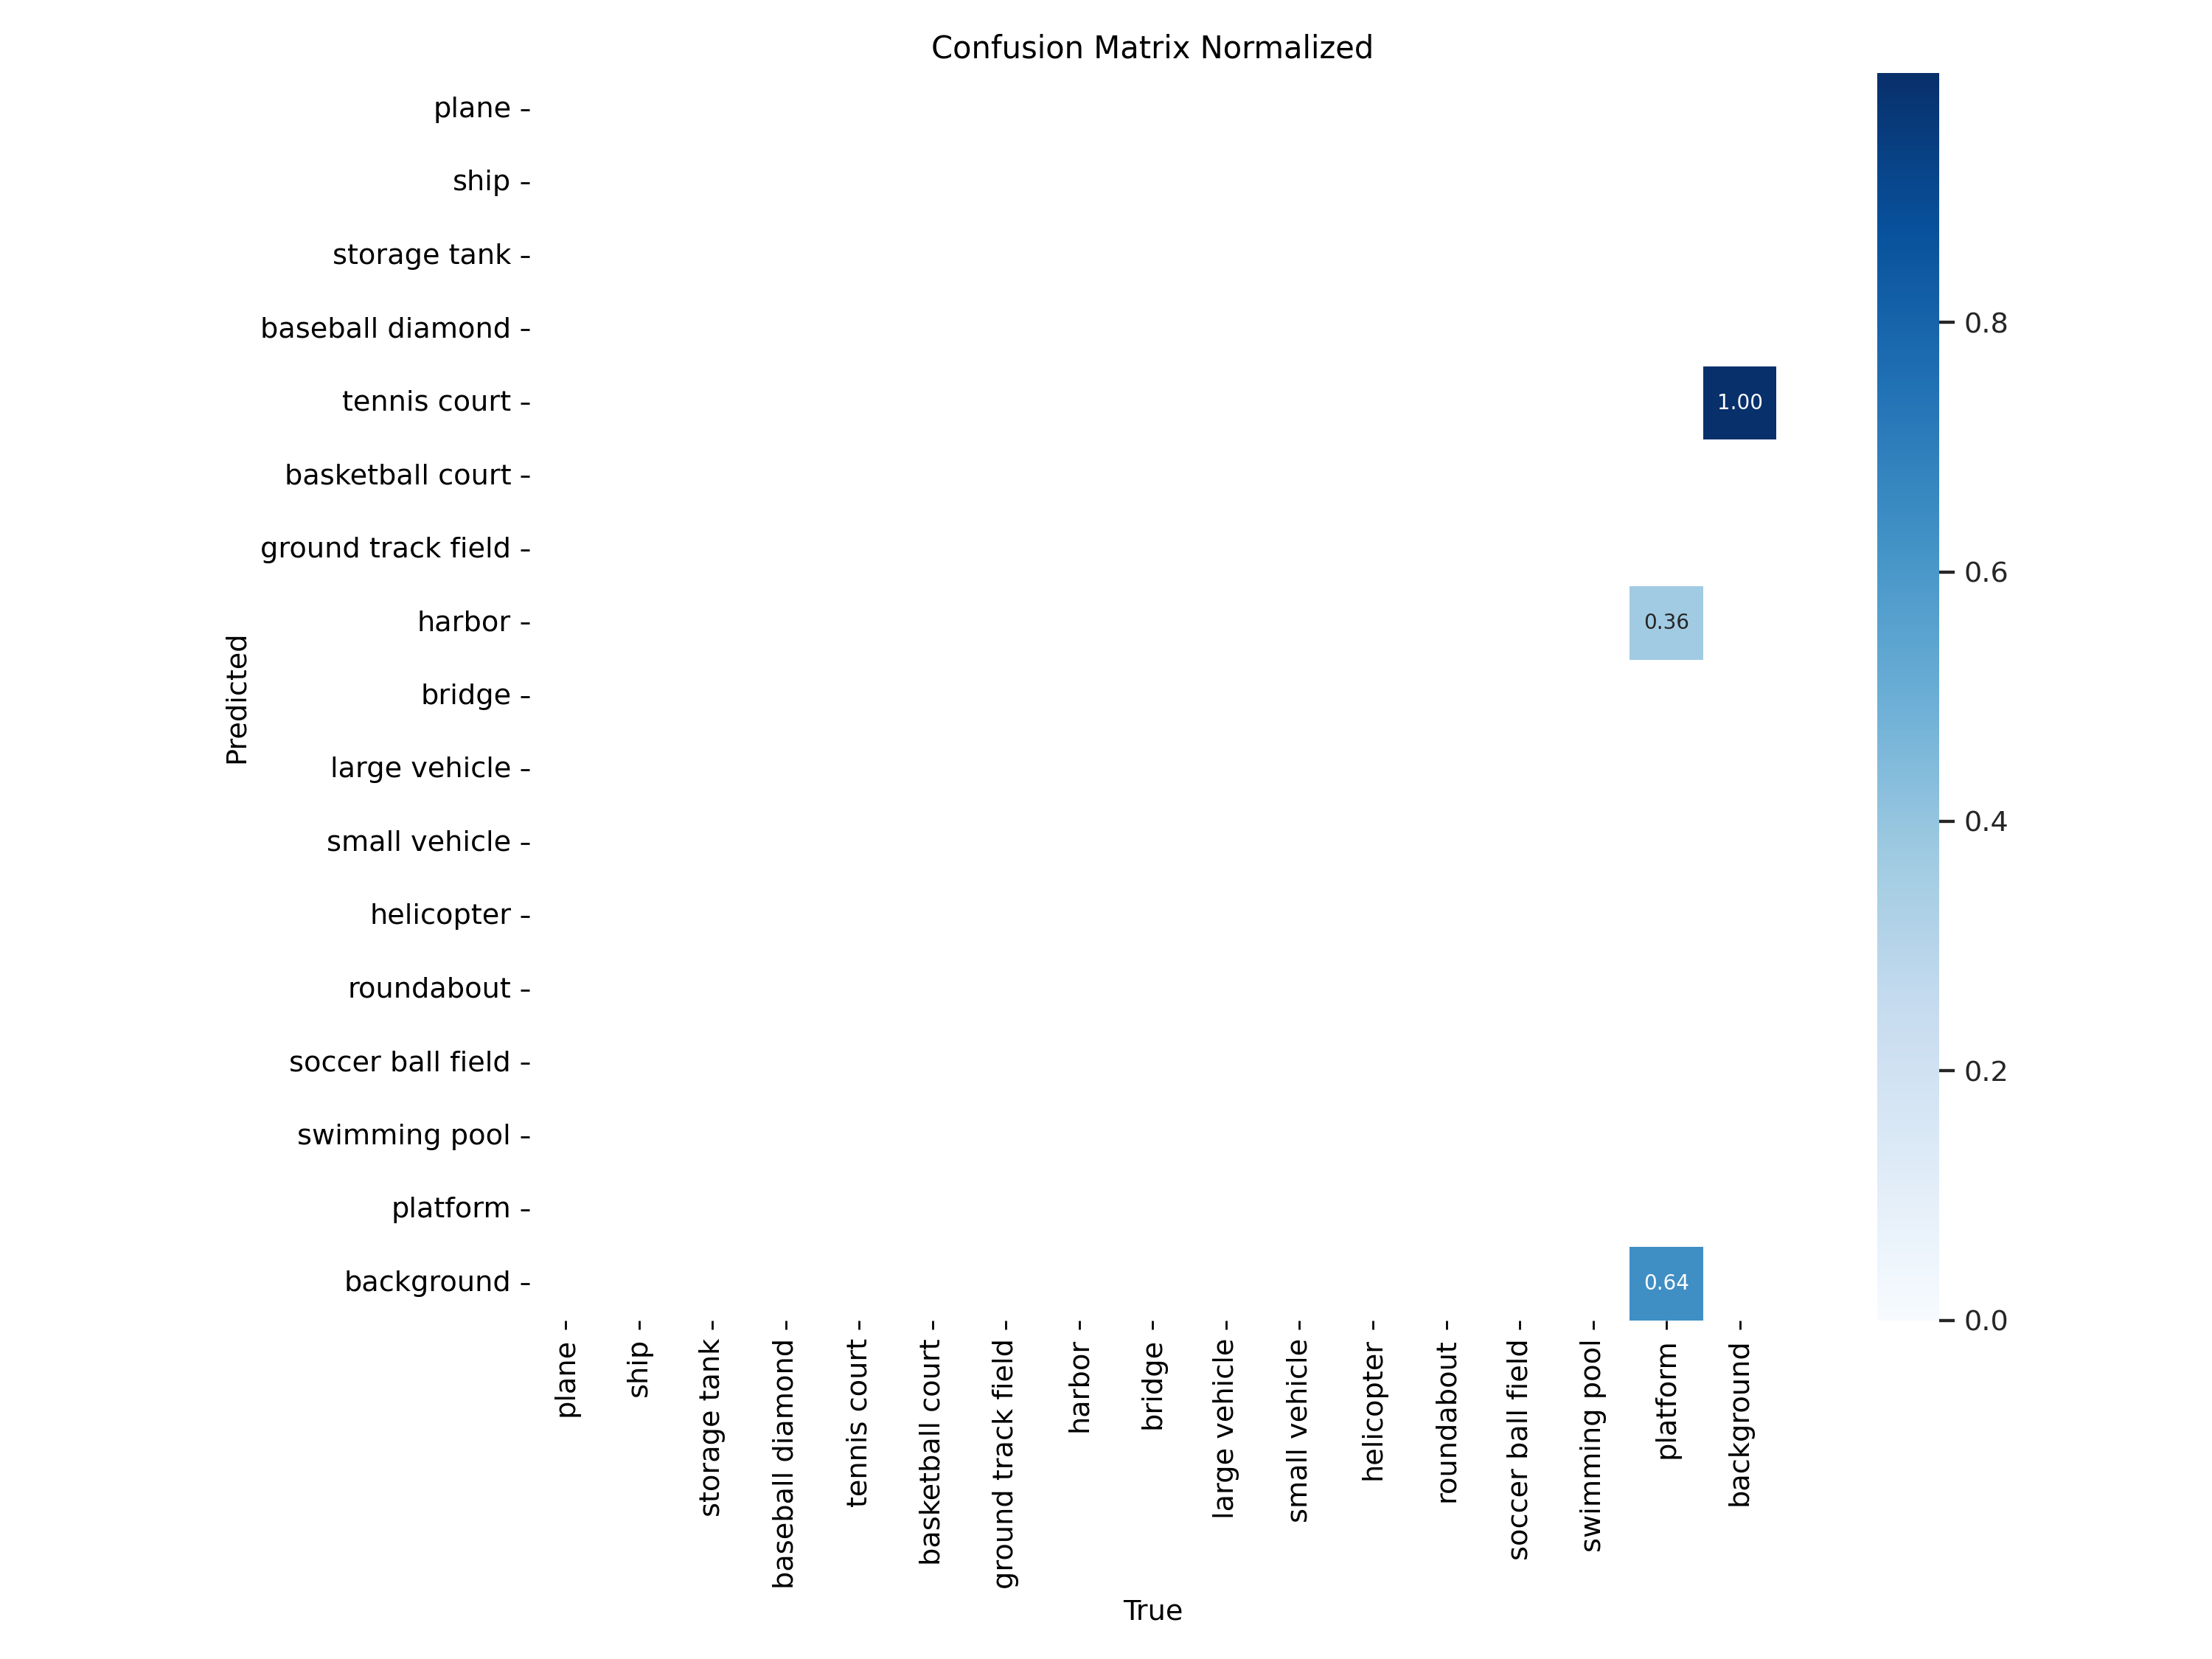 Confusion Matrix Normalized
plane
ship
storage tank
baseball diamond
tennis court
basketball court
ground track field
harbor
bridge
large vehicle
small vehicle
helicopter
roundabout
soccer ball field
swimming pool
platform
background
Predicted
1.00
0.36
0.64
plane
ship
storage tank
baseball diamond
tennis court
basketball court
ground track field
harbor
bridge
large vehicle
small vehicle
helicopter
roundabout
soccer ball field
swimming pool
platform
background
True
0.8
0.6
0.4
0.2
0.0